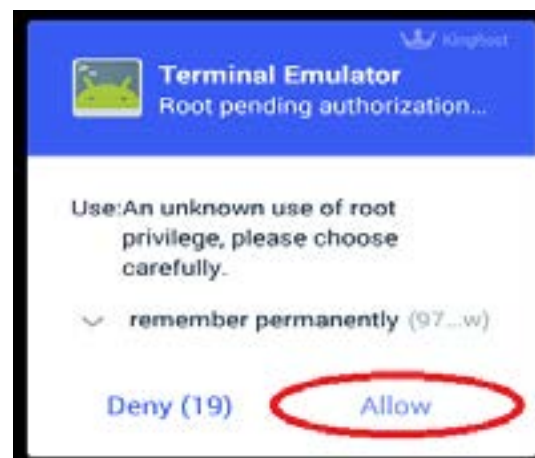 Terminal Emulator
Root pending authorization...
Use:An unknown use of root
privilege, please choose
carefully.
remember permanently (97...w)
Deny (19)
Allow